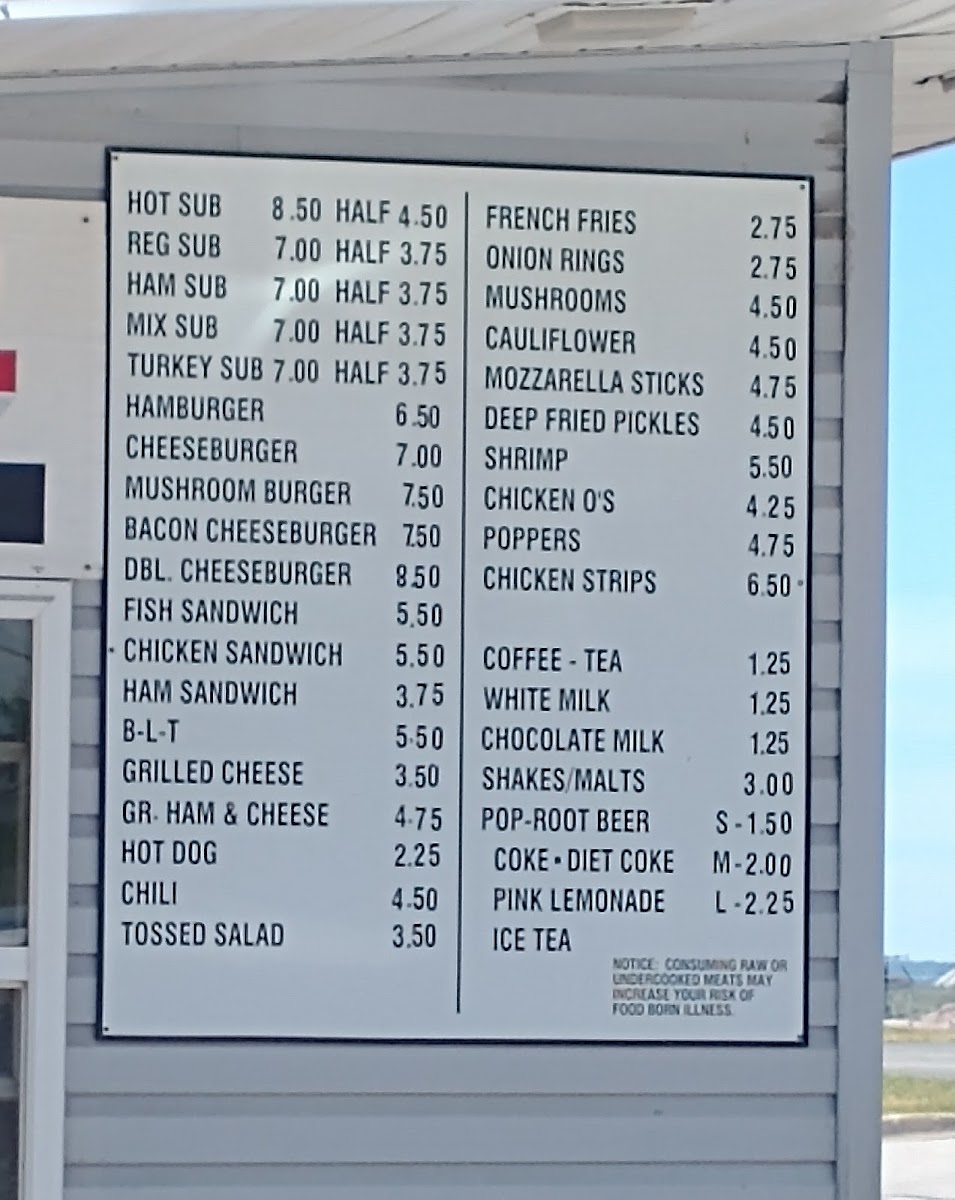 HOT SUB 8.50 HALF 4.50
REG SUB 7.00 HALF 3.75
HAM SUB 7.00 HALF 3.75
MIX SUB 7.00 HALF 3.75
TURKEY SUB 7.00 HALF 3.75
HAMBURGER 6.50
CHEESEBURGER 7.00
MUSHROOM BURGER 7.50
BACON CHEESEBURGER 7.50
DBL. CHEESEBURGER 8.50
FISH SANDWICH 5.50
CHICKEN SANDWICH 5.50
HAM SANDWICH 3.75
B-L-T 5.50
GRILLED CHEESE 3.50
GR. HAM & CHEESE 4.75
HOT DOG 2.25
CHILI 4.50
TOSSED SALAD 3.50
FRENCH FRIES 2.75
ONION RINGS 2.75
MUSHROOMS 4.50
CAULIFLOWER 4.50
MOZZARELLA STICKS 4.75
DEEP FRIED PICKLES 4.50
SHRIMP 5.50
CHICKEN O'S 4.25
POPPERS 4.75
CHICKEN STRIPS 6.50
COFFEE - TEA 1.25
WHITE MILK 1.25
CHOCOLATE MILK 1.25
SHAKES/MALTS 3.00
POP-ROOT BEER S - 1.50
COKE • DIET COKE M - 2.00
PINK LEMONADE L - 2.25
ICE TEA
NOTICE: CONSUMING RAW OR
UNDERCOOKED MEATS MAY
INCREASE YOUR RISK OF
FOOD BORN ILLNESS.